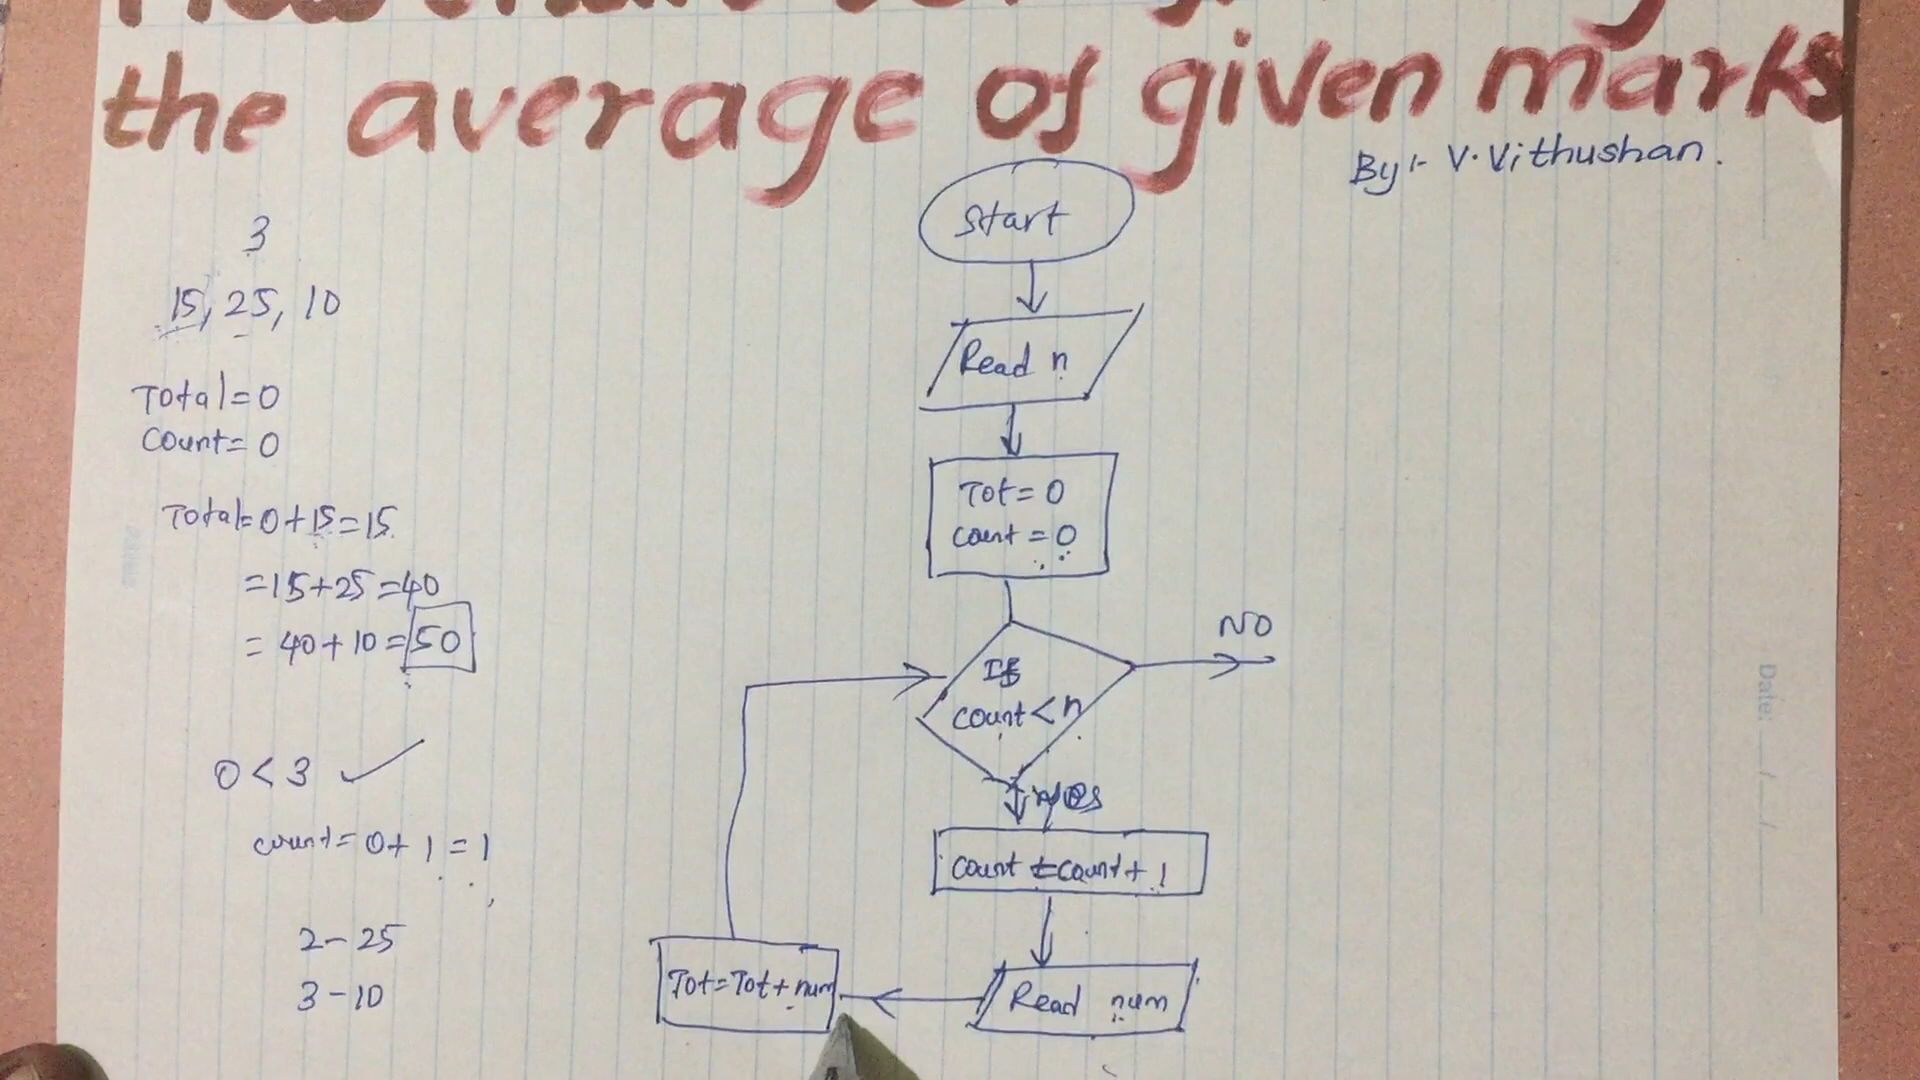 the average of given marks
By:- V.Vithushan.
3
15, 25, 10
Total=0
Count=0
Total=0+15=15
=15+25=40
=40+10=50
0<3 ✓
count=0+1=1
2-25
3-10
Start
Read n
Tot=0
count=0
If
count<n
NO
yes
count=count+1
Read num
Tot=Tot+num
Date: / /